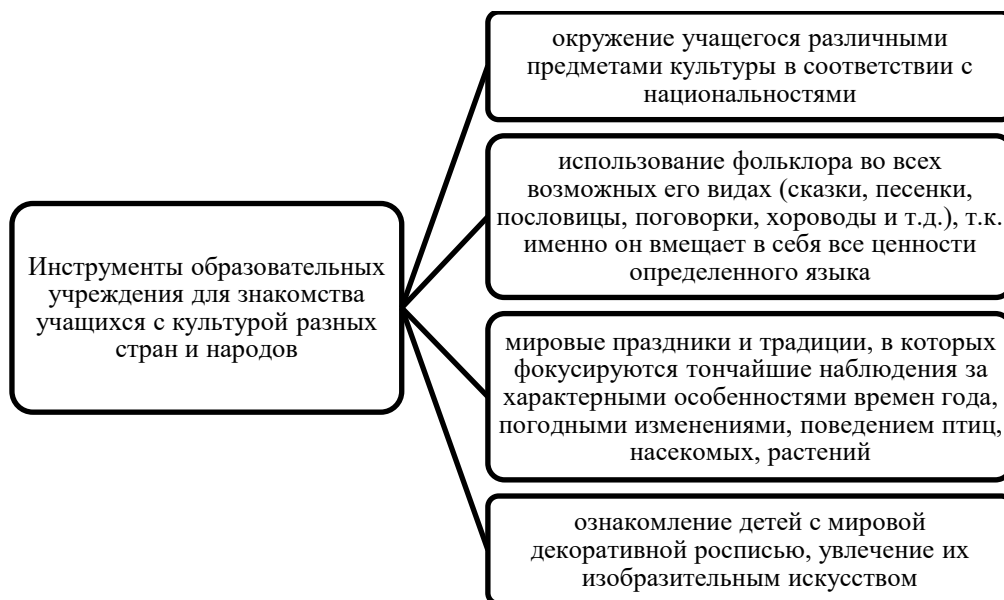 Инструменты образовательных
учреждения для знакомства
учащихся с культурой разных
стран и народов
окружение учащегося различными
предметами культуры в соответствии с
национальностями
использование фольклора во всех
возможных его видах (сказки, песенки,
пословицы, поговорки, хороводы и т.д.), т.к.
именно он вмещает в себя все ценности
определенного языка
мировые праздники и традиции, в которых
фокусируются тончайшие наблюдения за
характерными особенностями времен года,
погодными изменениями, поведением птиц,
насекомых, растений
ознакомление детей с мировой
декоративной росписью, увлечение их
изобразительным искусством